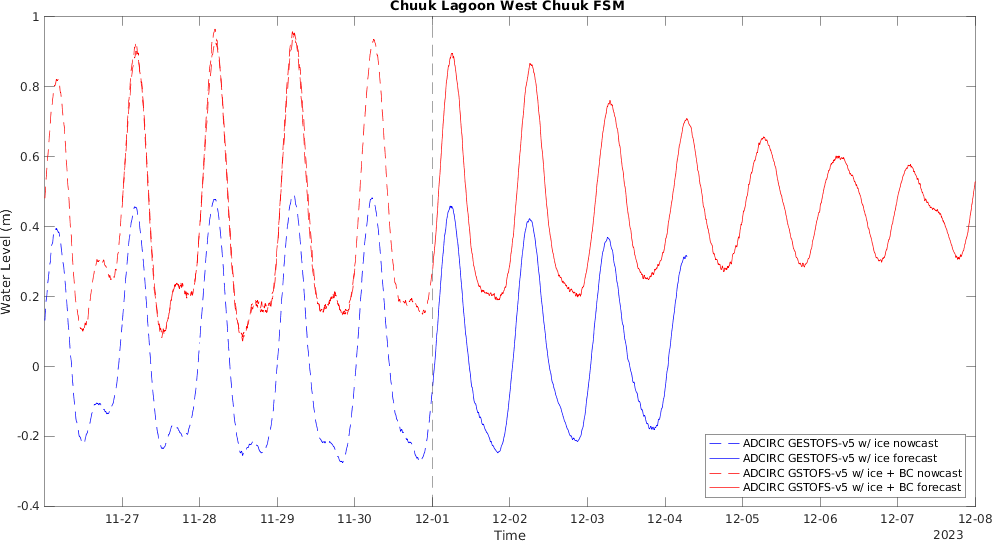 Chuuk Lagoon West Chuuk FSM
1
0.8
0.6
0.4
0.2
0
-0.2
-0.4
Water Level (m)
ADCIRC GESTOFS-v5 w/ ice nowcast
ADCIRC GESTOFS-v5 w/ ice forecast
ADCIRC GSTOFS-v5 w/ ice + BC nowcast
ADCIRC GSTOFS-v5 w/ ice + BC forecast
11-27 11-28 11-29 11-30 12-01 12-02 12-03 12-04 12-05 12-06 12-07 12-08
Time
2023